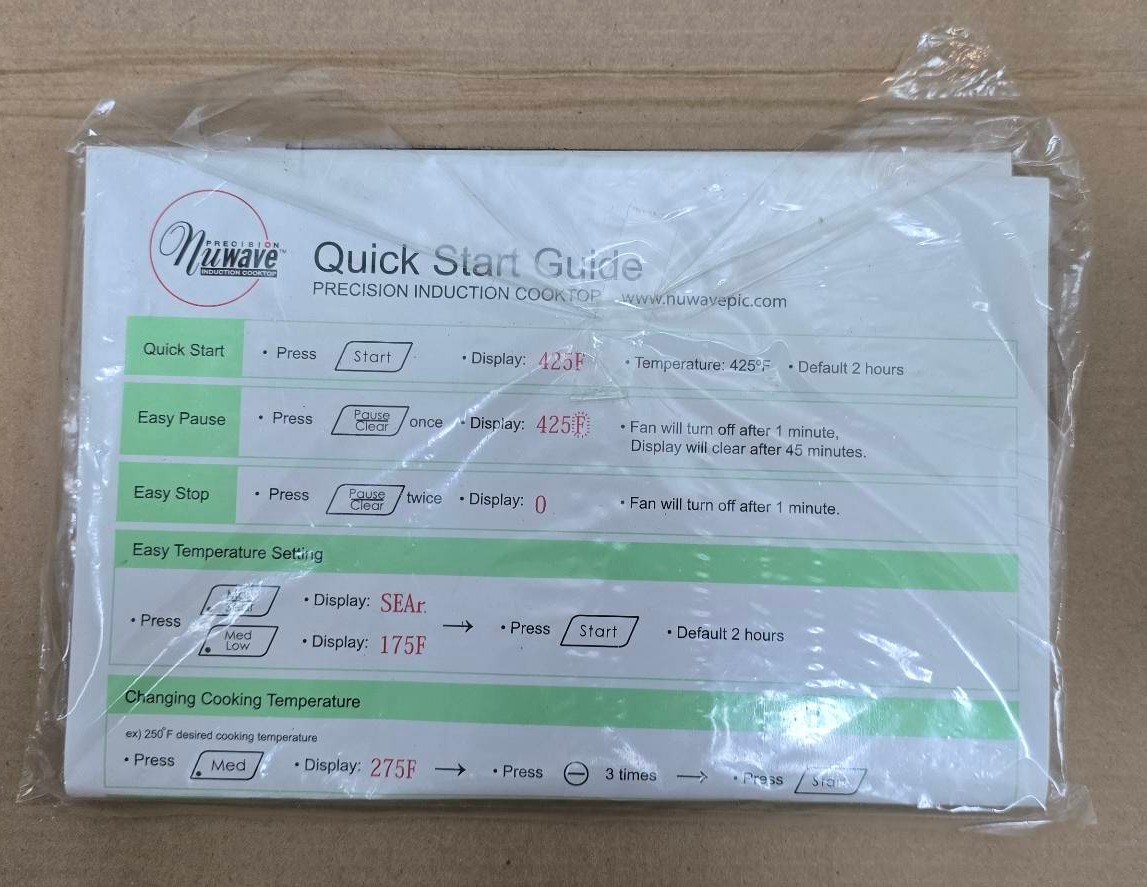 PRECISION
Nuwave™
INDUCTION COOKTOP
Quick Start Guide
PRECISION INDUCTION COOKTOP www.nuwavepic.com
Quick Start • Press Start • Display: 425F • Temperature: 425°F • Default 2 hours
Easy Pause • Press Pause Clear once • Display: 425F • Fan will turn off after 1 minute,
Display will clear after 45 minutes.
Easy Stop • Press Pause Clear twice • Display: 0 • Fan will turn off after 1 minute.
Easy Temperature Setting
• Display: SEAr.
• Press → • Press Start • Default 2 hours
Med Low • Display: 175F
Changing Cooking Temperature
ex) 250°F desired cooking temperature
• Press Med • Display: 275F → • Press ⊖ 3 times → • Press Start